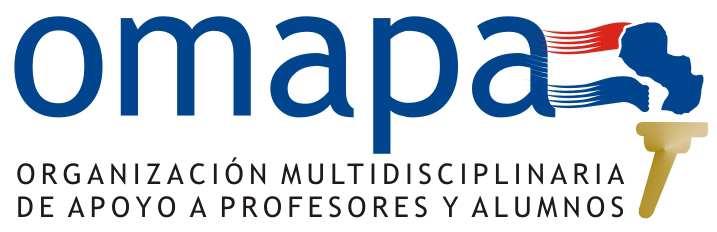 omapa
ORGANIZACIÓN MULTIDISCIPLINARIA
DE APOYO A PROFESORES Y ALUMNOS